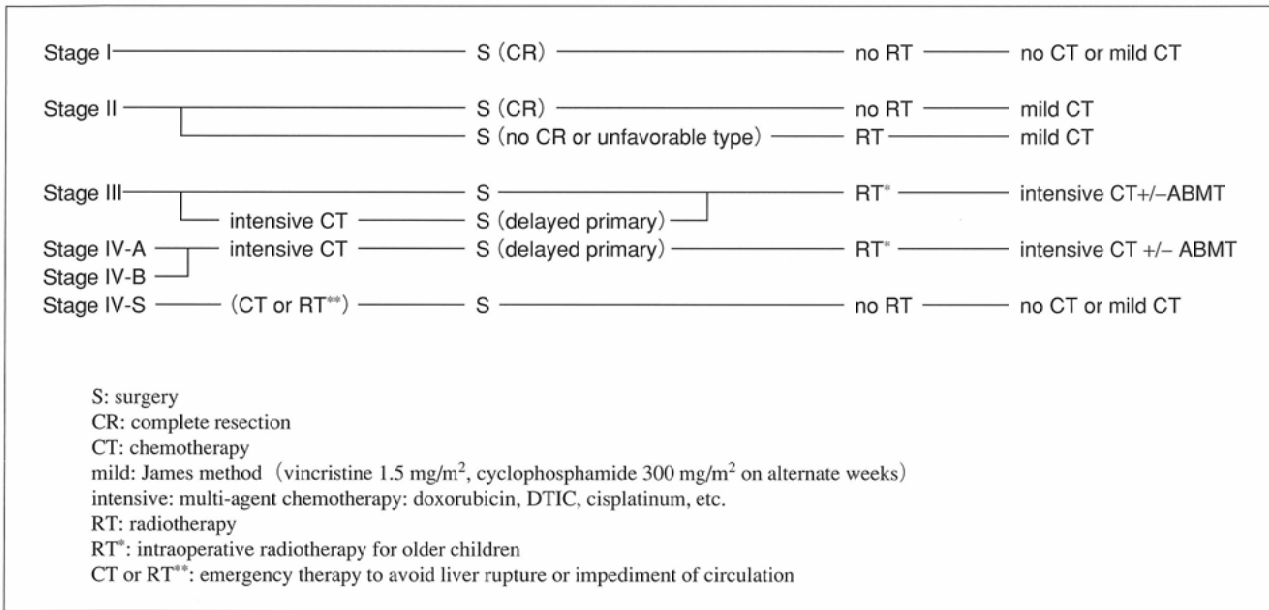 Stage I S (CR) no RT no CT or mild CT
Stage II S (CR) no RT mild CT
S (no CR or unfavorable type) RT mild CT
Stage III S RT* intensive CT+/−ABMT
intensive CT S (delayed primary)
Stage IV-A intensive CT S (delayed primary) RT* intensive CT +/− ABMT
Stage IV-B
Stage IV-S (CT or RT**) S no RT no CT or mild CT
S: surgery
CR: complete resection
CT: chemotherapy
mild: James method (vincristine 1.5 mg/m², cyclophosphamide 300 mg/m² on alternate weeks)
intensive: multi-agent chemotherapy: doxorubicin, DTIC, cisplatinum, etc.
RT: radiotherapy
RT*: intraoperative radiotherapy for older children
CT or RT**: emergency therapy to avoid liver rupture or impediment of circulation